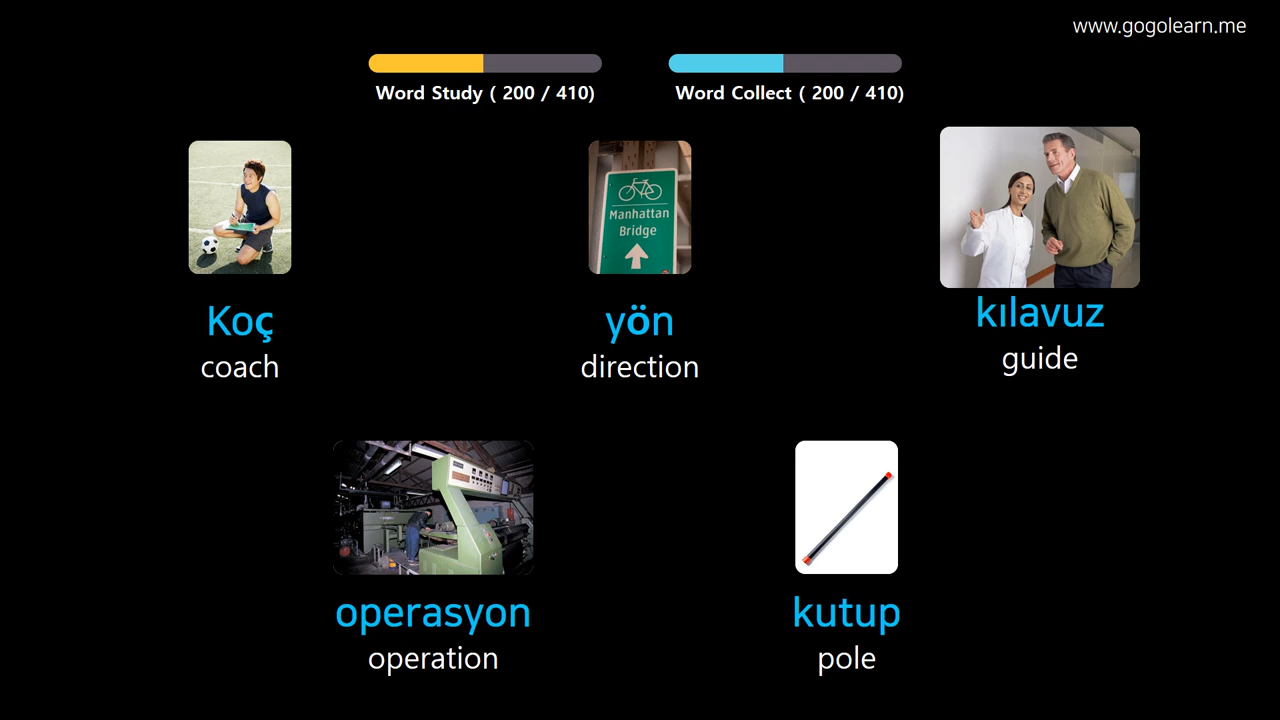 www.gogolearn.me
Word Study ( 200 / 410)
Word Collect ( 200 / 410)
Manhattan
Bridge
Koç
coach
yön
direction
kılavuz
guide
operasyon
operation
kutup
pole